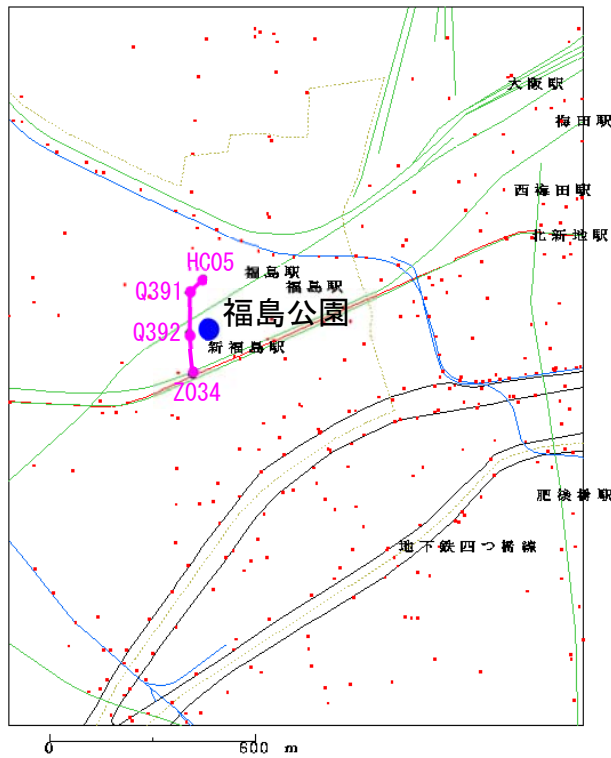 大阪駅
梅田駅
西梅田駅
北新地駅
HC05
福島駅
Q391
福島駅
福島公園
Q392
新福島駅
Z034
肥後橋駅
地下鉄四つ橋線
0 600 m